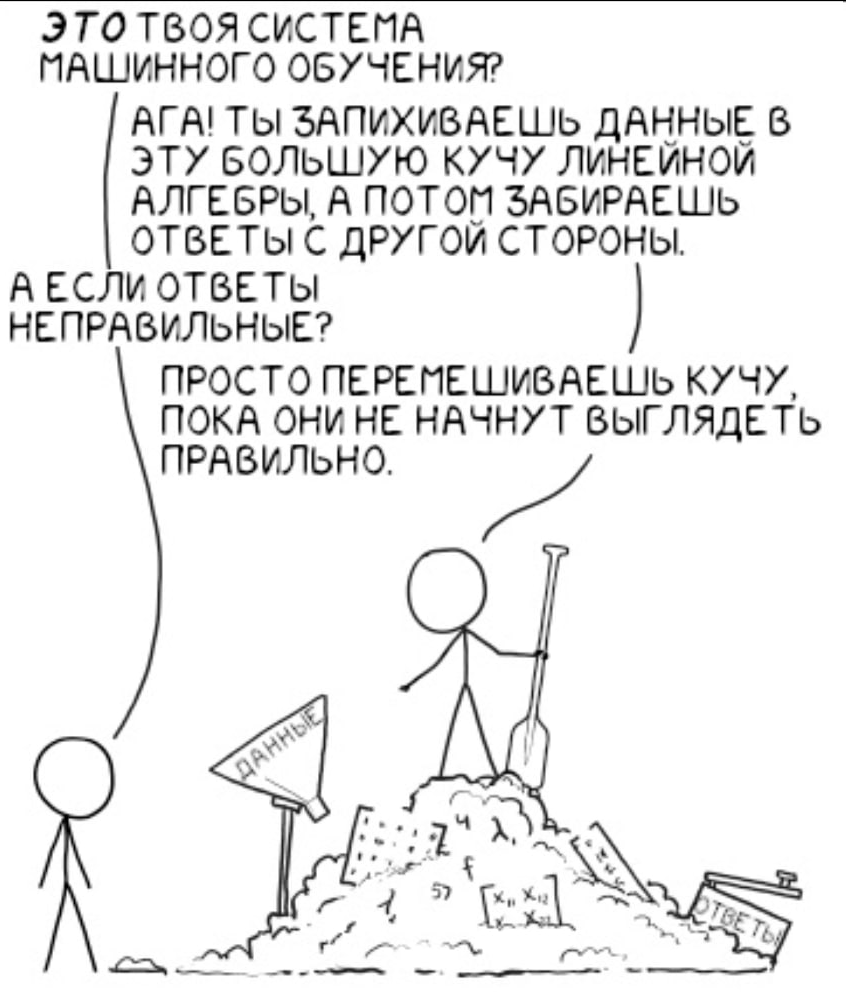 ЭТО ТВОЯ СИСТЕМА
МАШИННОГО ОБУЧЕНИЯ?
АГА! ТЫ ЗАПИХИВАЕШЬ ДАННЫЕ В
ЭТУ БОЛЬШУЮ КУЧУ ЛИНЕЙНОЙ
АЛГЕБРЫ, А ПОТОМ ЗАБИРАЕШЬ
ОТВЕТЫ С ДРУГОЙ СТОРОНЫ.
А ЕСЛИ ОТВЕТЫ
НЕПРАВИЛЬНЫЕ?
ПРОСТО ПЕРЕМЕШИВАЕШЬ КУЧУ,
ПОКА ОНИ НЕ НАЧНУТ ВЫГЛЯДЕТЬ
ПРАВИЛЬНО.
ДАННЫЕ
ОТВЕТЫ